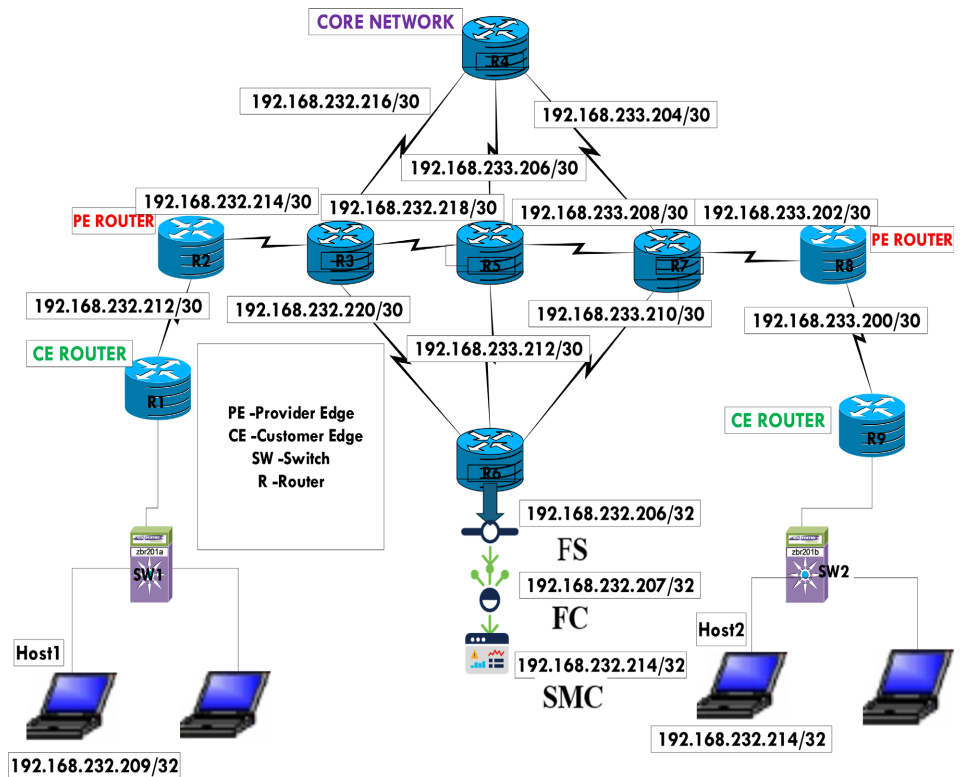 CORE NETWORK
R4
192.168.232.216/30
192.168.233.204/30
192.168.233.206/30
192.168.232.214/30
192.168.232.218/30
192.168.233.208/30
192.168.233.202/30
PE ROUTER
PE ROUTER
R2
R3
R5
R7
R8
192.168.232.212/30
192.168.232.220/30
192.168.233.210/30
192.168.233.200/30
192.168.233.212/30
CE ROUTER
R1
PE -Provider Edge
CE -Customer Edge
SW -Switch
R -Router
CE ROUTER
R9
R6
192.168.232.206/32
FS
zbr201a
SW1
zbr201b
SW2
192.168.232.207/32
FC
Host1
Host2
192.168.232.214/32
SMC
192.168.232.209/32
192.168.232.214/32